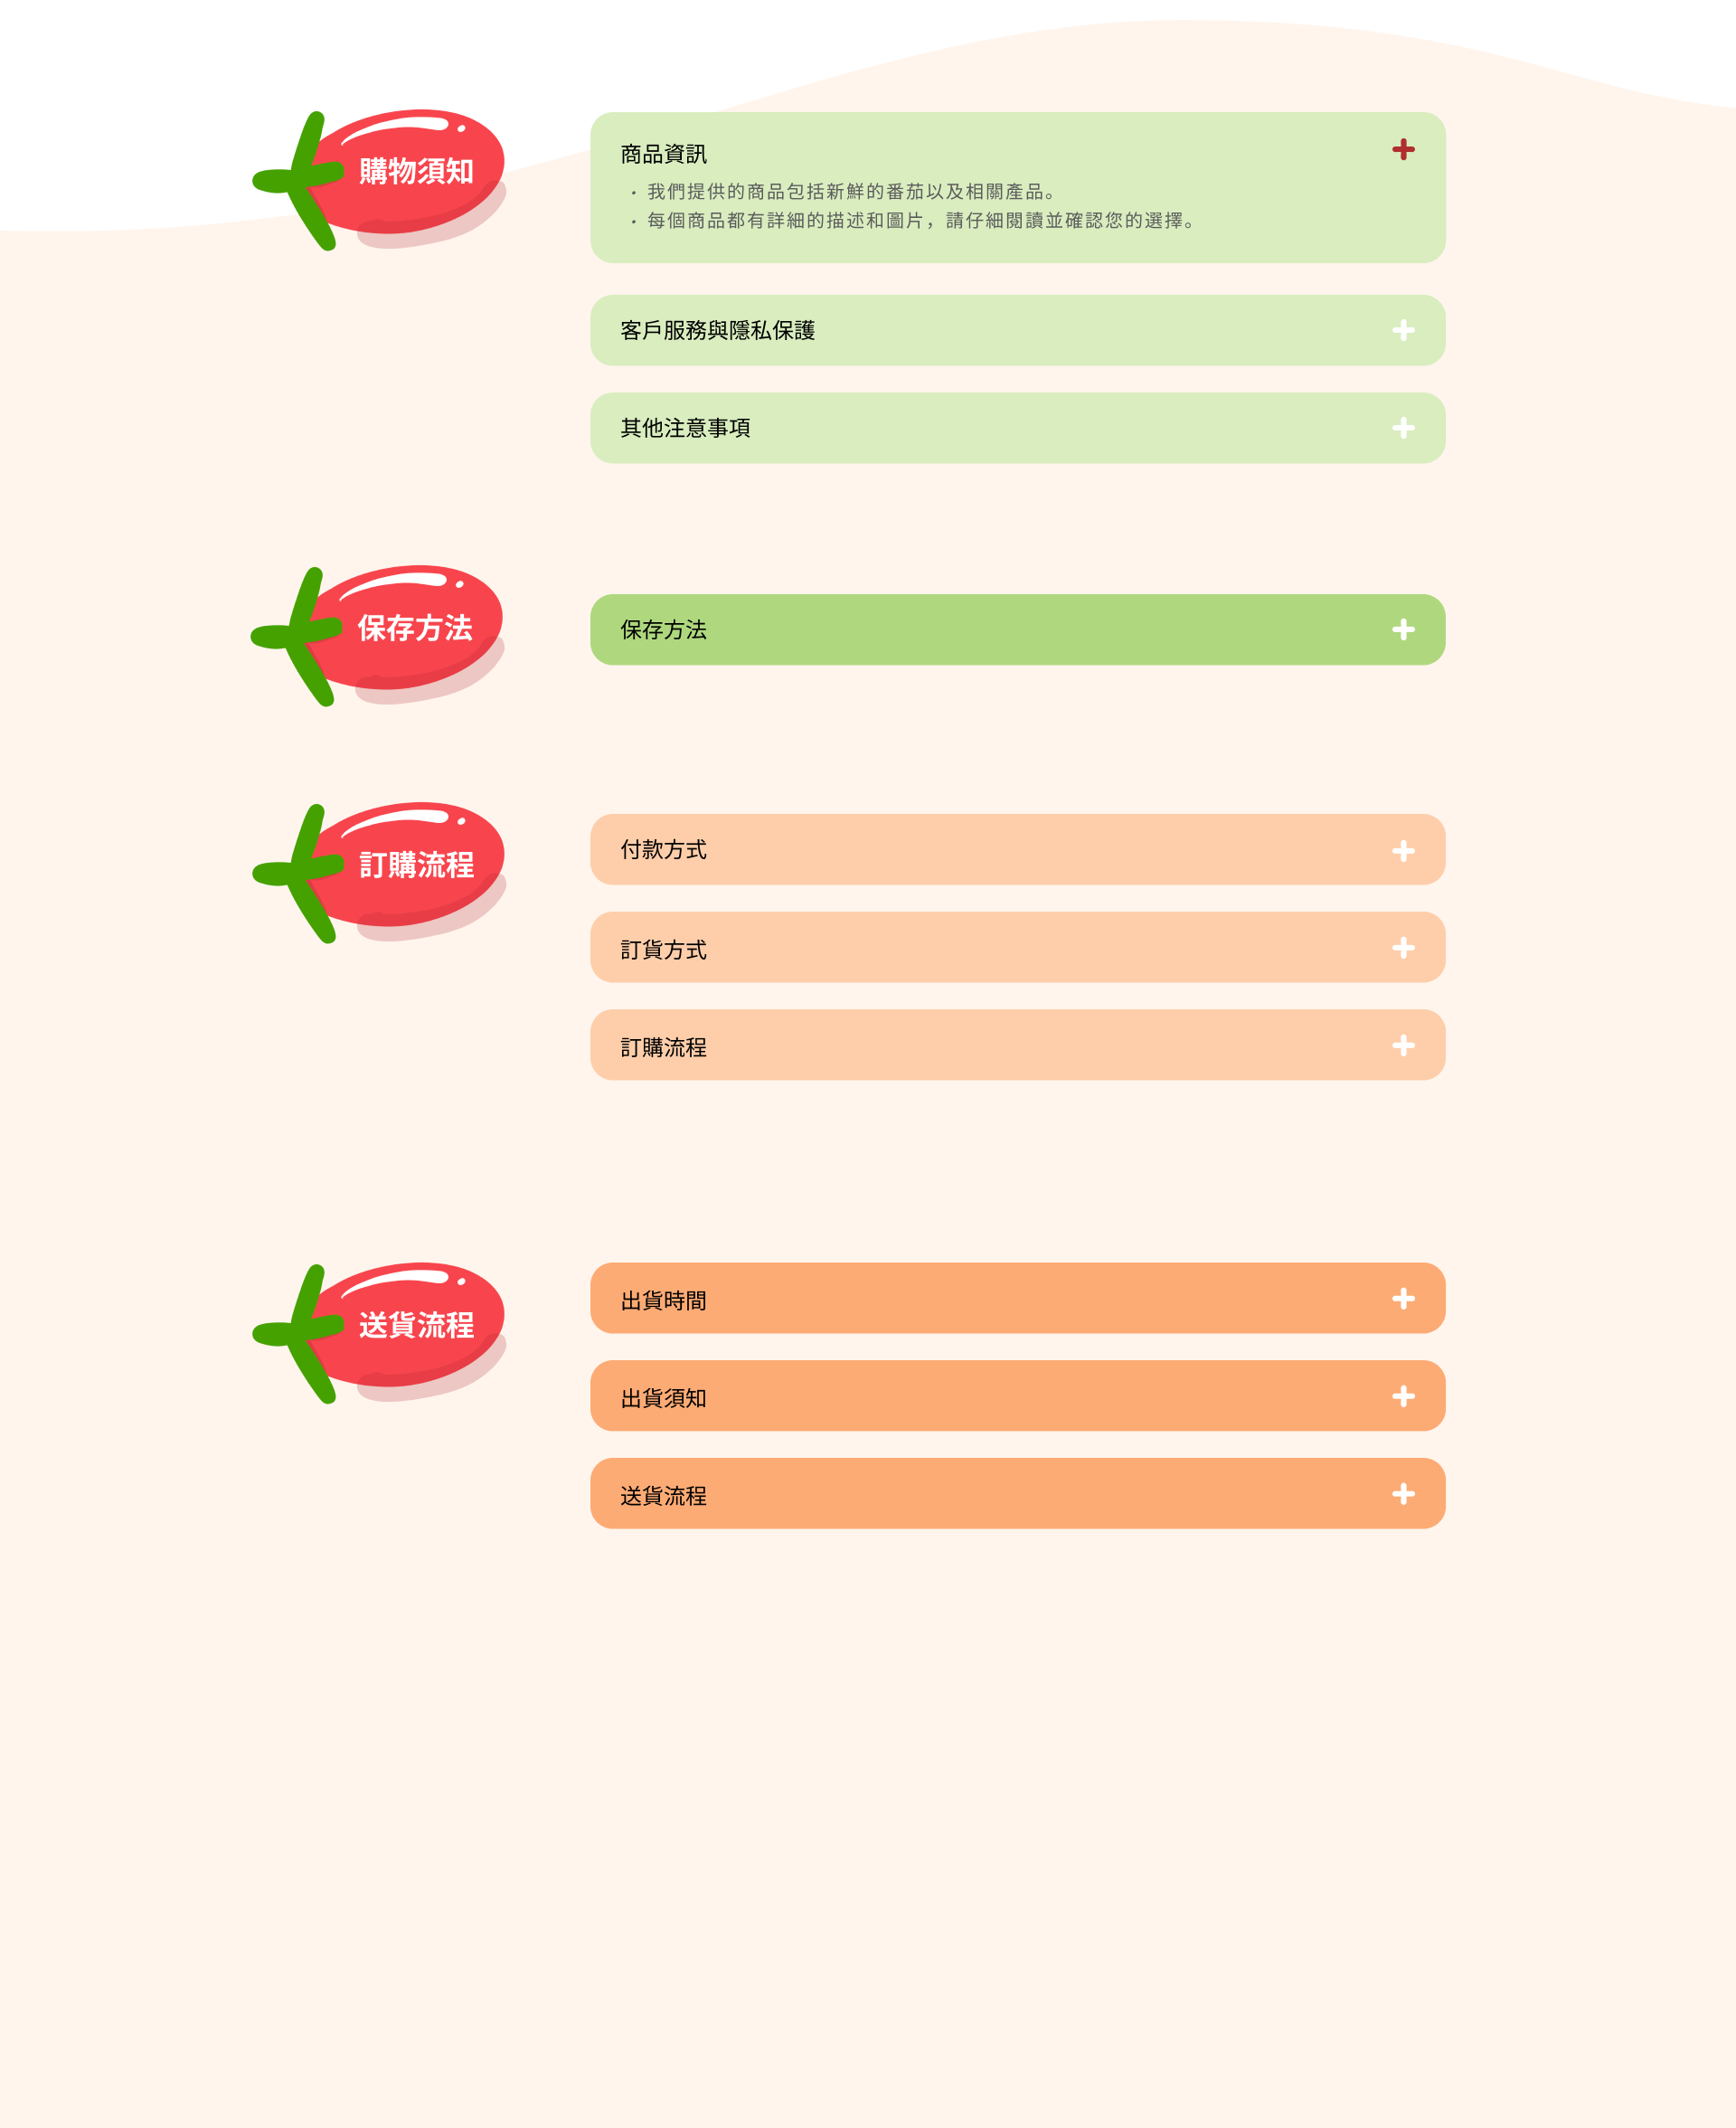 購物須知
商品資訊
・我們提供的商品包括新鮮的番茄以及相關產品。
・每個商品都有詳細的描述和圖片，請仔細閱讀並確認您的選擇。
客戶服務與隱私保護
其他注意事項
保存方法
保存方法
訂購流程
付款方式
訂貨方式
訂購流程
送貨流程
出貨時間
出貨須知
送貨流程